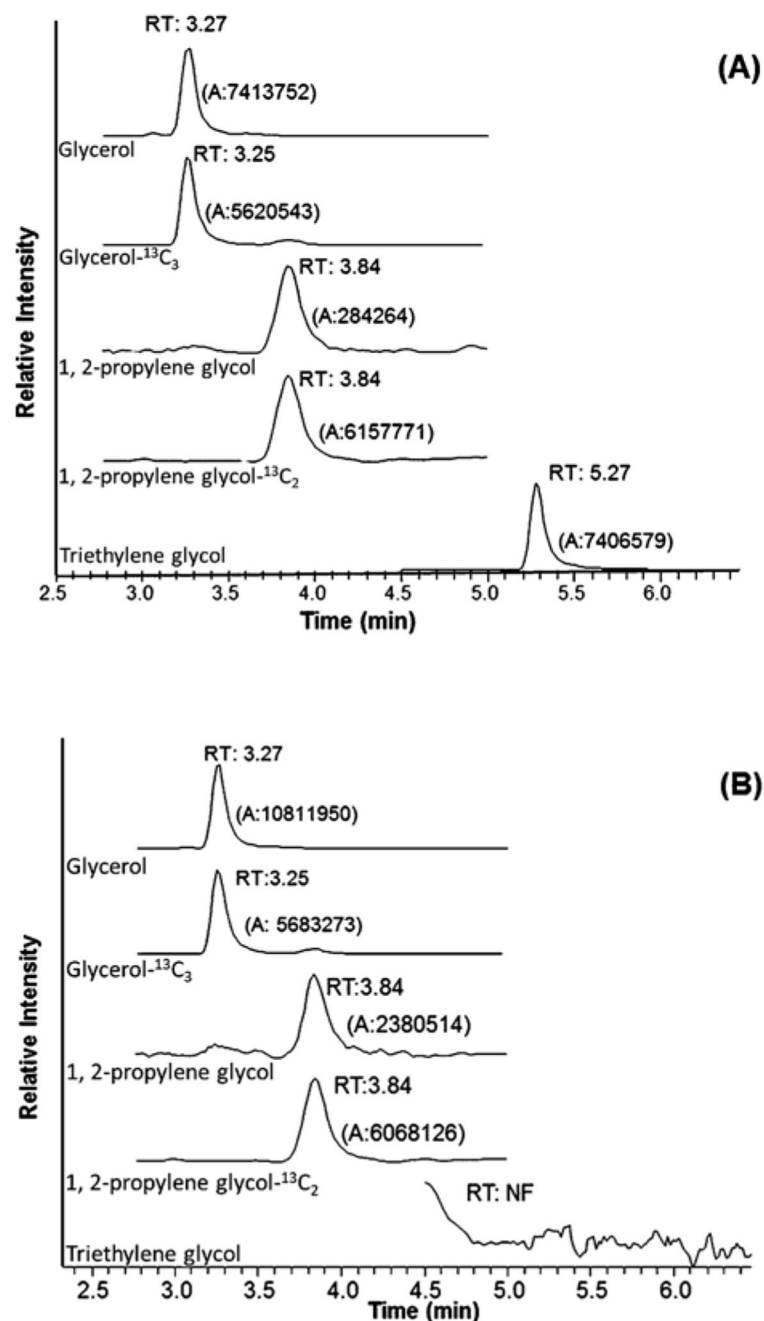 RT: 3.27
(A)
(A:7413752)
Glycerol
RT: 3.25
(A:5620543)
Glycerol-¹³C₃
RT: 3.84
(A:284264)
1, 2-propylene glycol
RT: 3.84
(A:6157771)
1, 2-propylene glycol-¹³C₂
RT: 5.27
(A:7406579)
Triethylene glycol
Relative Intensity
2.5 3.0 3.5 4.0 4.5 5.0 5.5 6.0
Time (min)
RT: 3.27
(B)
(A:10811950)
Glycerol
RT:3.25
(A: 5683273)
Glycerol-¹³C₃
RT:3.84
(A:2380514)
1, 2-propylene glycol
RT:3.84
(A:6068126)
1, 2-propylene glycol-¹³C₂
RT: NF
Triethylene glycol
Relative Intensity
2.5 3.0 3.5 4.0 4.5 5.0 5.5 6.0
Time (min)